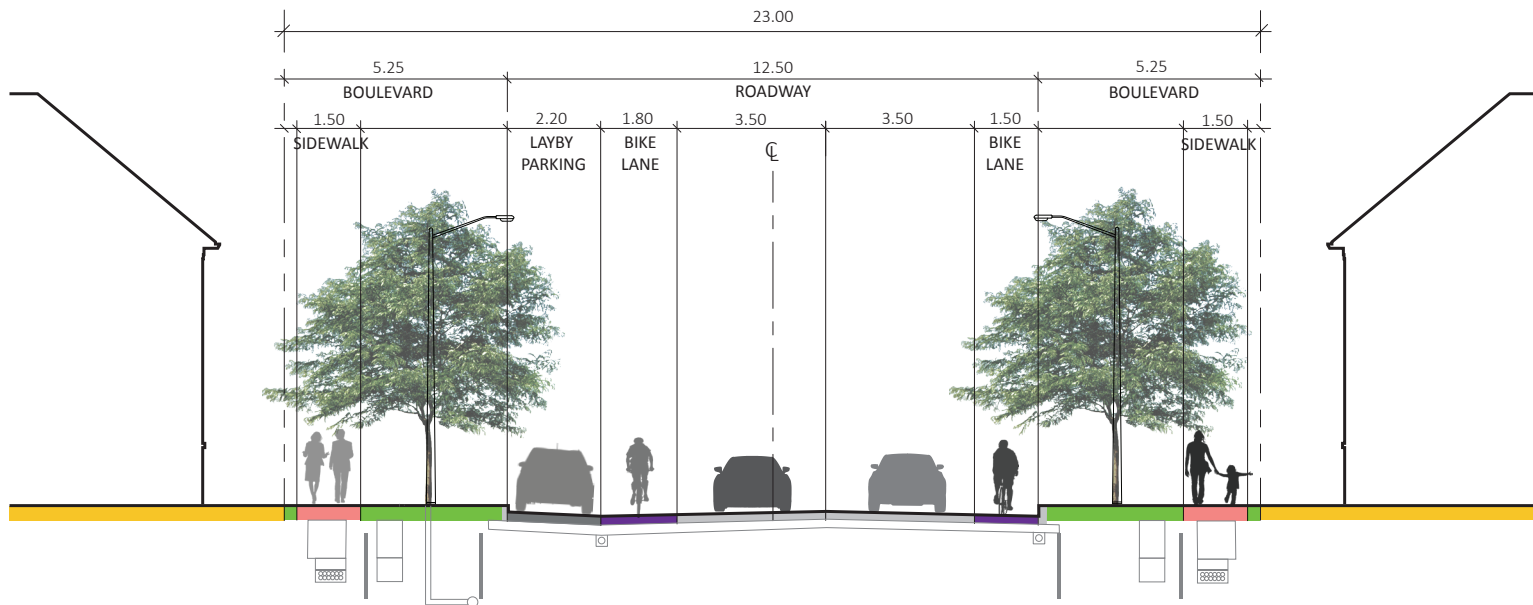 23.00
5.25 12.50 5.25
BOULEVARD ROADWAY BOULEVARD
1.50 2.20 1.80 3.50 3.50 1.50 1.50
SIDEWALK LAYBY BIKE ℄ BIKE SIDEWALK
PARKING LANE LANE